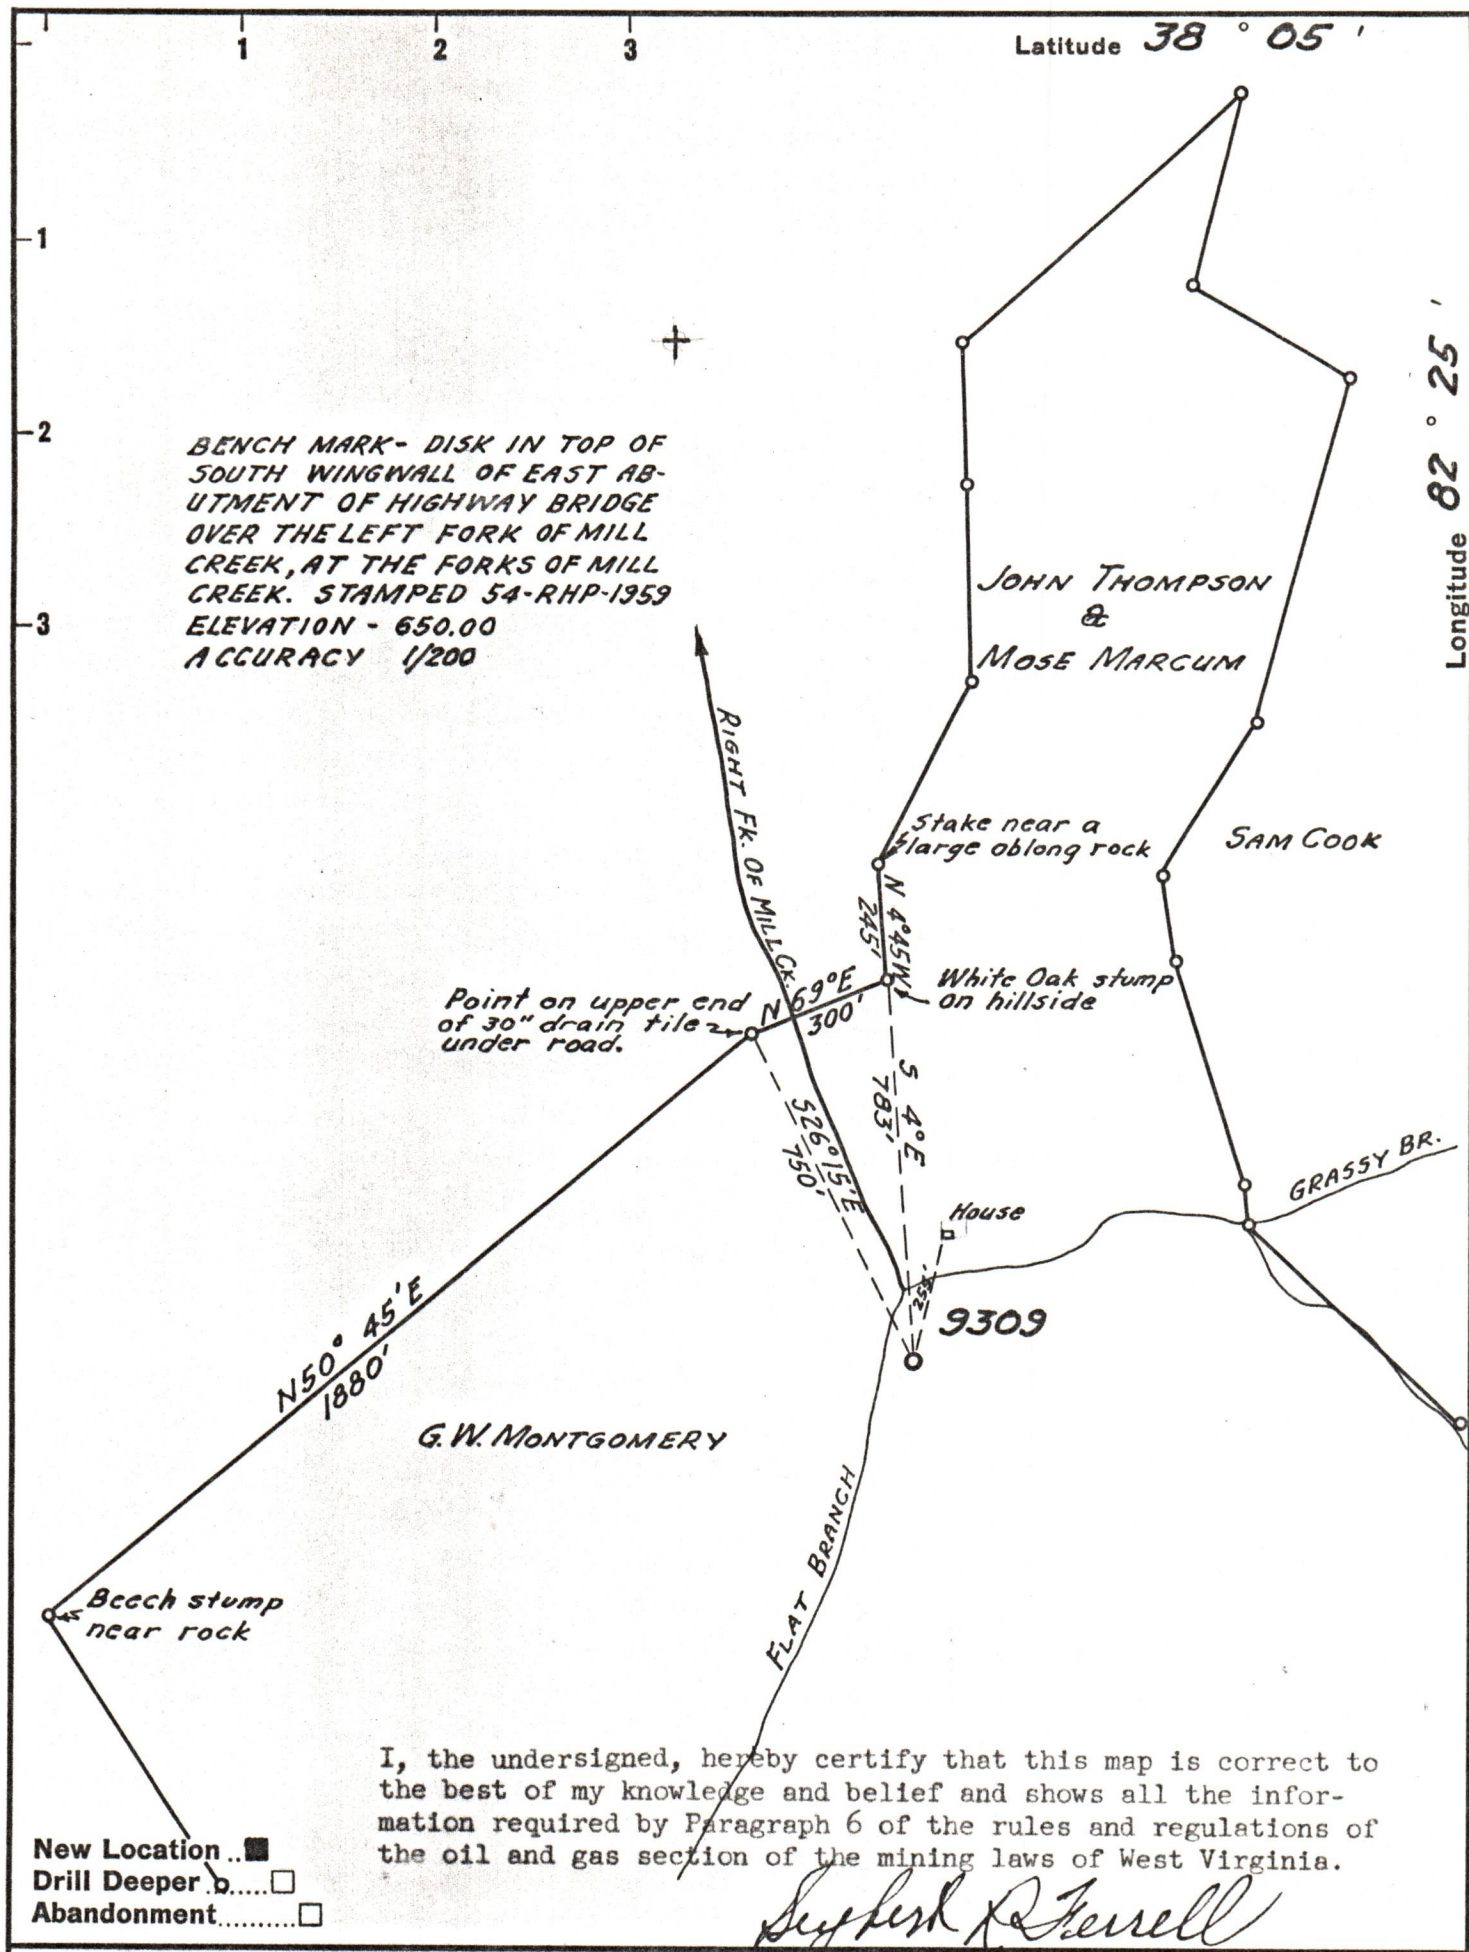 1 2 3
Latitude 38 ° 05 '
1
2
3
Longitude 82 ° 25 '
BENCH MARK- DISK IN TOP OF
SOUTH WINGWALL OF EAST AB-
UTMENT OF HIGHWAY BRIDGE
OVER THE LEFT FORK OF MILL
CREEK, AT THE FORKS OF MILL
CREEK. STAMPED 54-RHP-1959
ELEVATION - 650.00
ACCURACY 1/200
JOHN THOMPSON
&
MOSE MARCUM
RIGHT FK. OF MILL CK.
Stake near a
large oblong rock
SAM COOK
N 4°45W
245'
White Oak stump
on hillside
N 69°E
300'
Point on upper end
of 30" drain tile
under road.
S 4°E
783'
S26°15'E
750'
GRASSY BR.
House
255'
9309
N50° 45'E
1880'
G.W. MONTGOMERY
FLAT BRANCH
Beech stump
near rock
I, the undersigned, hereby certify that this map is correct to
the best of my knowledge and belief and shows all the infor-
mation required by Paragraph 6 of the rules and regulations of
the oil and gas section of the mining laws of West Virginia.
New Location ..
Drill Deeper ......
Abandonment..........
R Ferrell